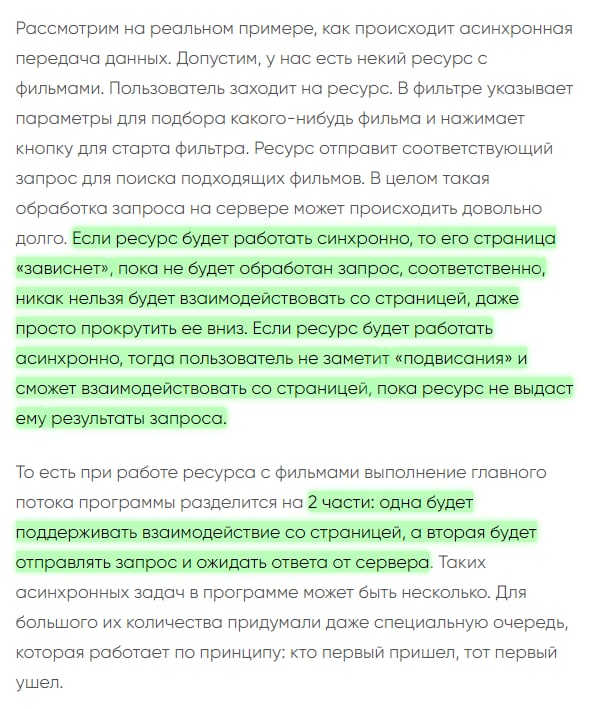 Рассмотрим на реальном примере, как происходит асинхронная
передача данных. Допустим, у нас есть некий ресурс с
фильмами. Пользователь заходит на ресурс. В фильтре указывает
параметры для подбора какого-нибудь фильма и нажимает
кнопку для старта фильтра. Ресурс отправит соответствующий
запрос для поиска подходящих фильмов. В целом такая
обработка запроса на сервере может происходить довольно
долго. Если ресурс будет работать синхронно, то его страница
«зависнет», пока не будет обработан запрос, соответственно,
никак нельзя будет взаимодействовать со страницей, даже
просто прокрутить ее вниз. Если ресурс будет работать
асинхронно, тогда пользователь не заметит «подвисания» и
сможет взаимодействовать со страницей, пока ресурс не выдаст
ему результаты запроса.
То есть при работе ресурса с фильмами выполнение главного
потока программы разделится на 2 части: одна будет
поддерживать взаимодействие со страницей, а вторая будет
отправлять запрос и ожидать ответа от сервера. Таких
асинхронных задач в программе может быть несколько. Для
большого их количества придумали даже специальную очередь,
которая работает по принципу: кто первый пришел, тот первый
ушел.